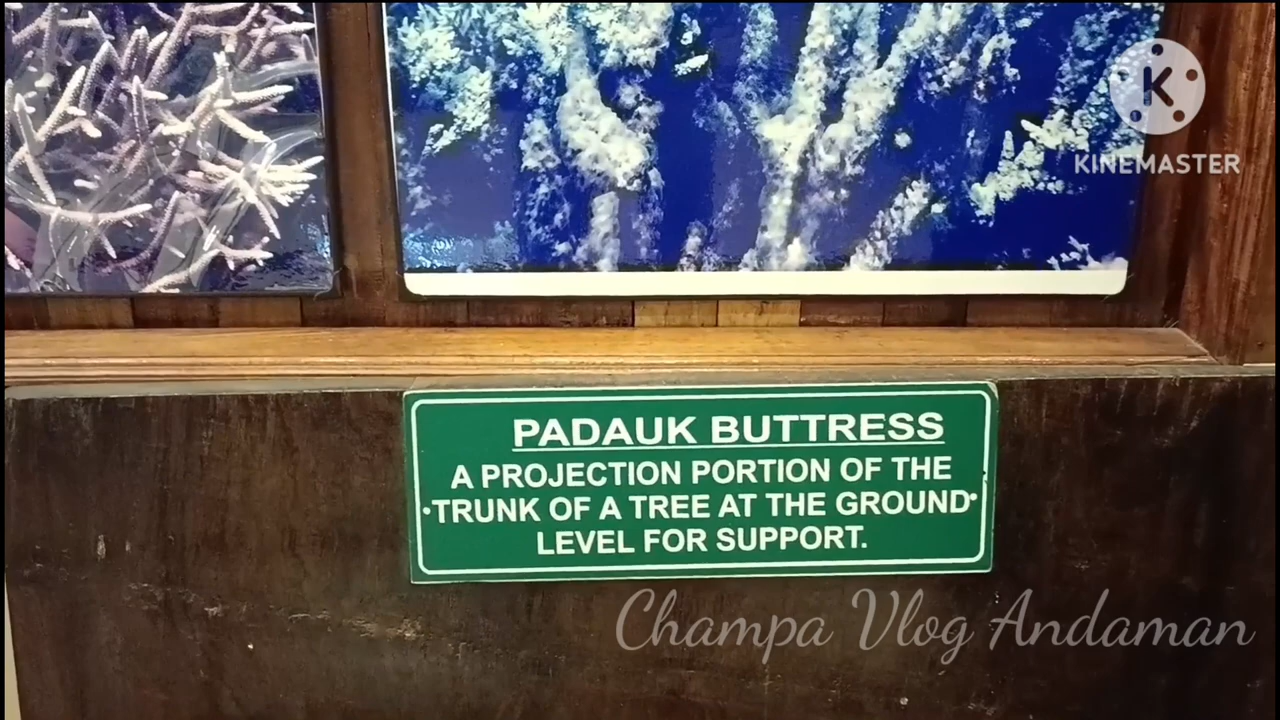 KINEMASTER
PADAUK BUTTRESS
A PROJECTION PORTION OF THE
TRUNK OF A TREE AT THE GROUND
LEVEL FOR SUPPORT.
Champa Vlog Andaman